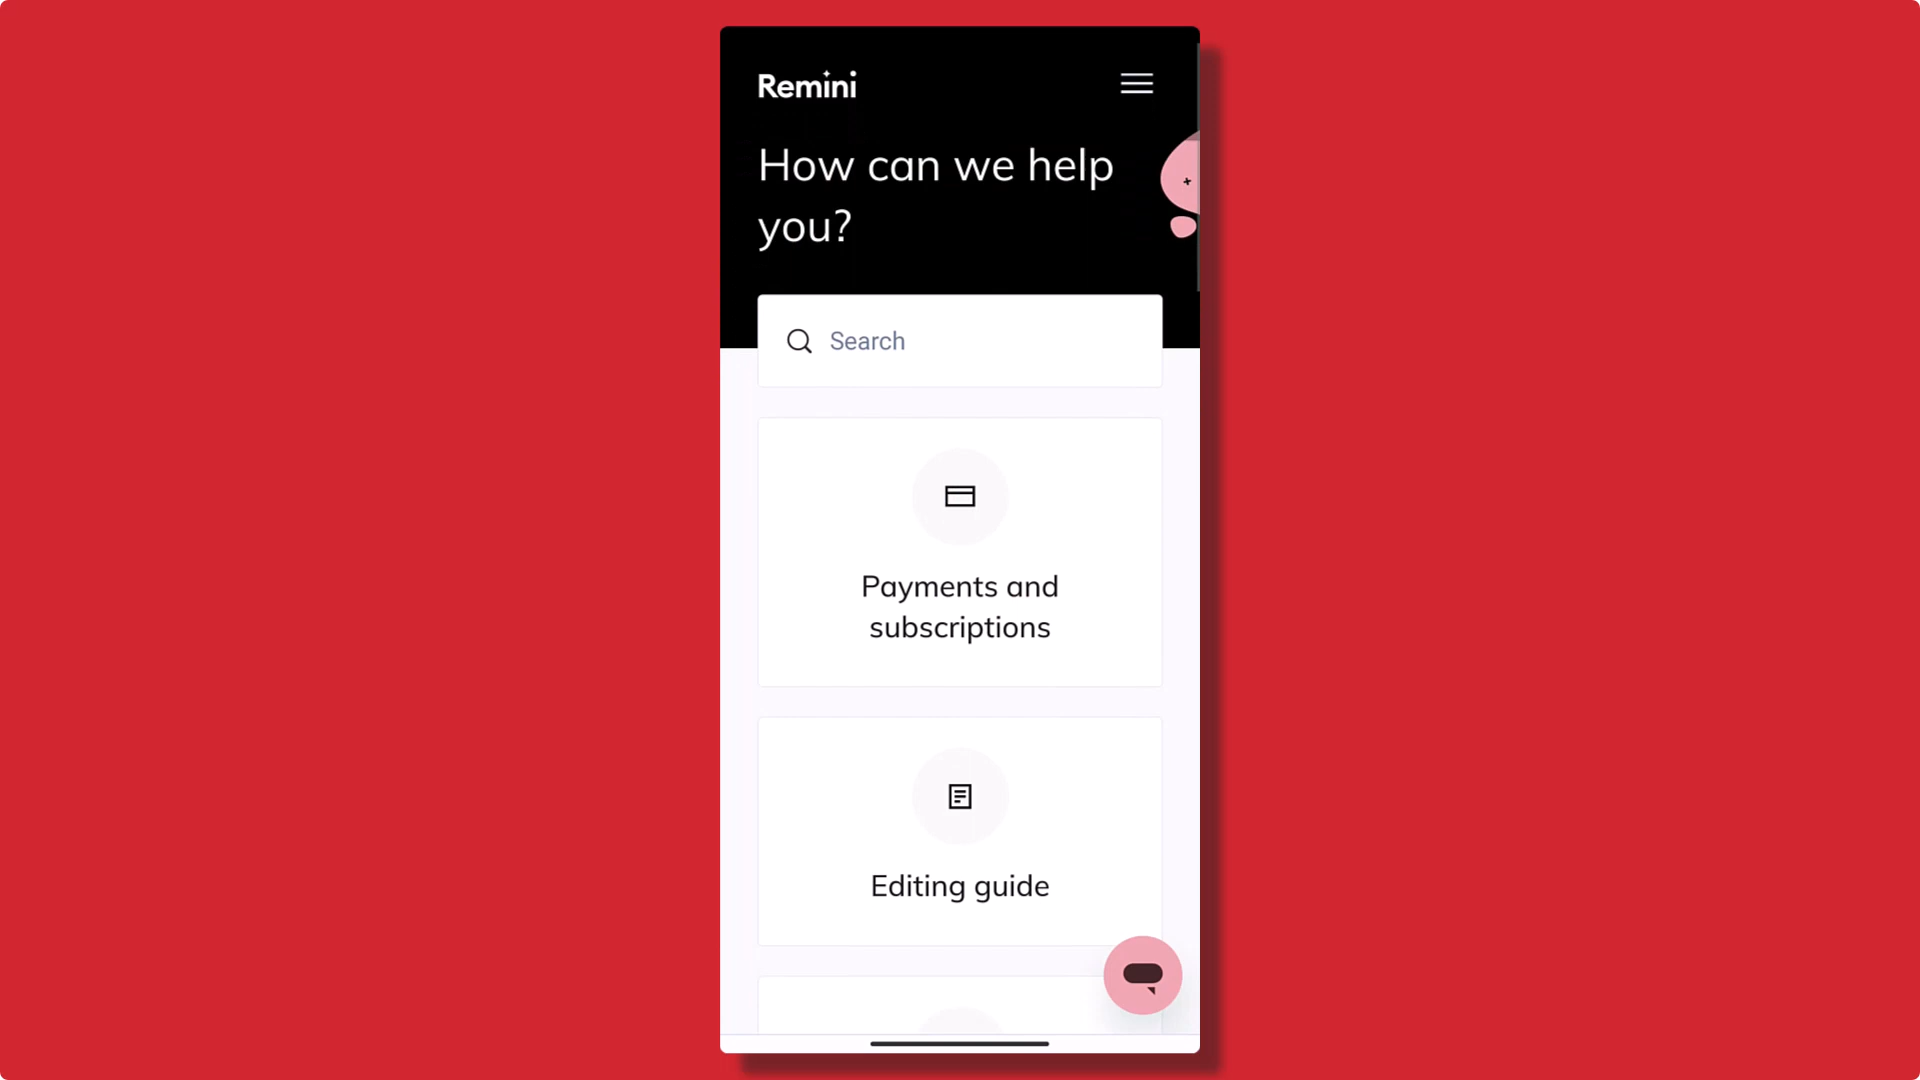 Remini
How can we help
you?
Search
Payments and
subscriptions
Editing guide